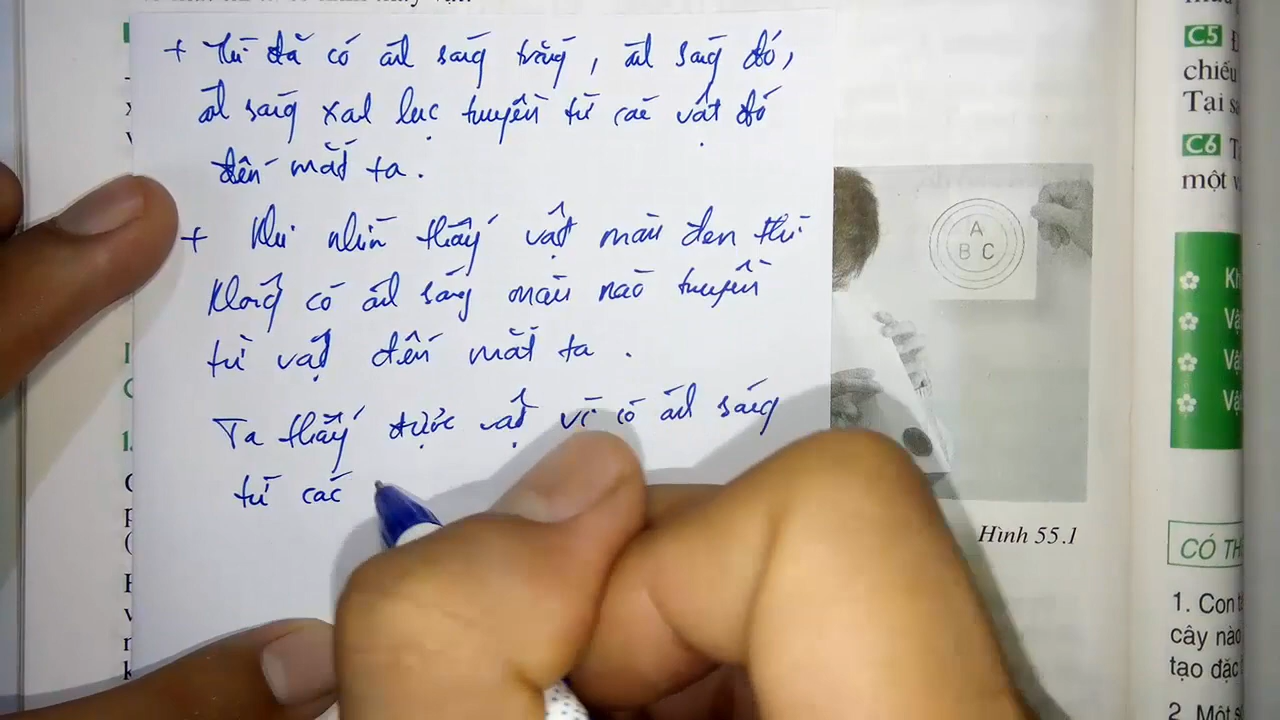 + Thì đã có ánh sáng trắng, ánh sáng đỏ,
ánh sáng xanh lục truyền từ các vật đó
đến mắt ta.
+ Khi nhìn thấy vật màu đen thì
không có ánh sáng màu nào truyền
từ vật đến mắt ta.
Ta thấy được vật vì có ánh sáng
từ các
A
B C
Hình 55.1
C5
chiếu
Tại
C6
một
CÓ
1. Con
cây nào
tạo đặc
2. Một